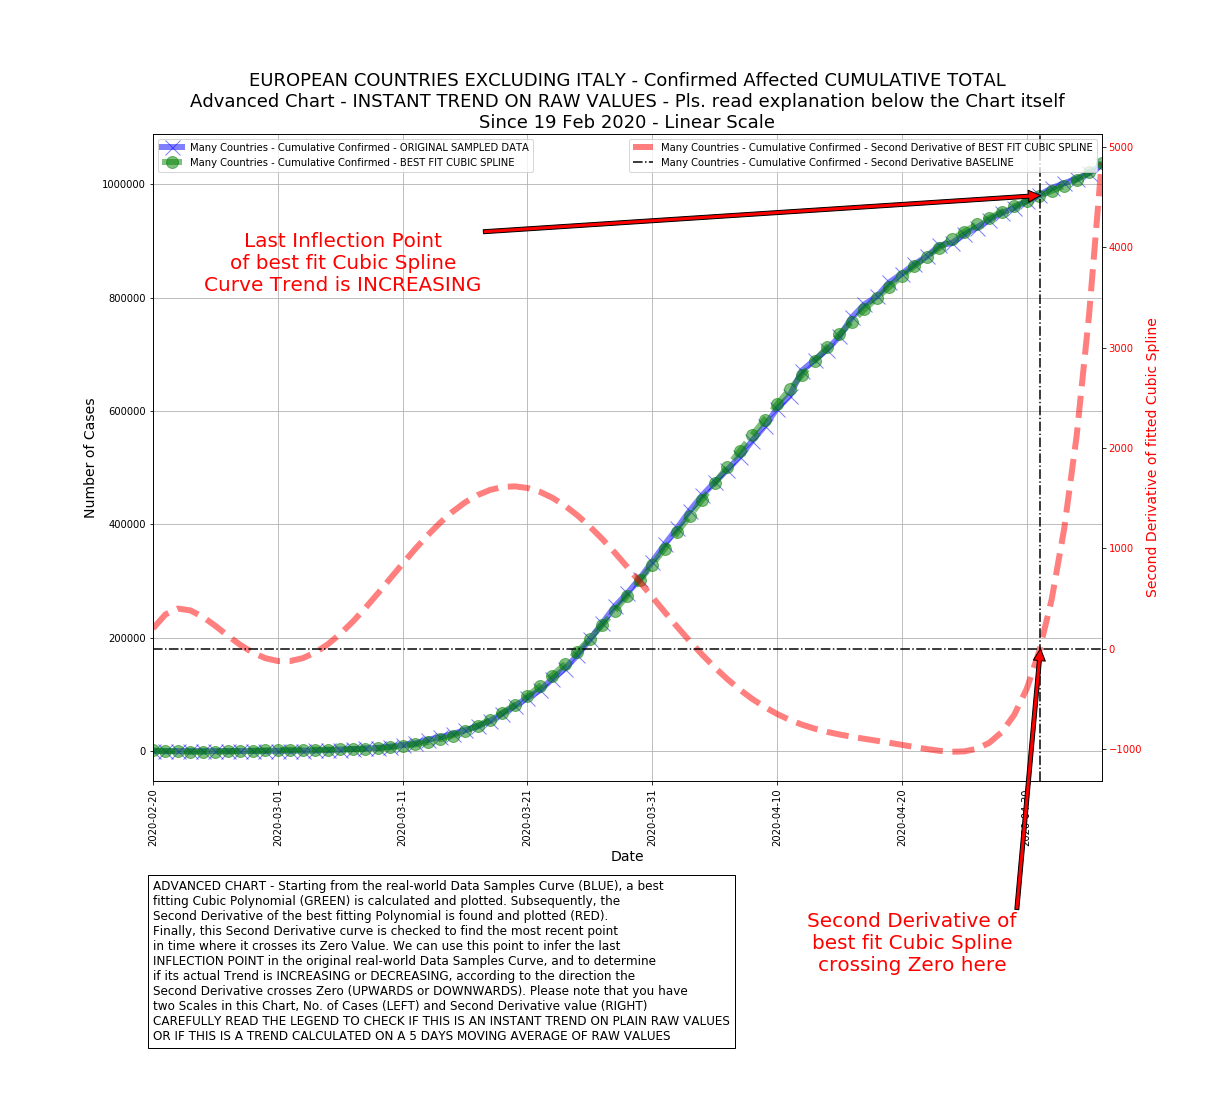 EUROPEAN COUNTRIES EXCLUDING ITALY - Confirmed Affected CUMULATIVE TOTAL
Advanced Chart - INSTANT TREND ON RAW VALUES - Pls. read explanation below the Chart itself
Since 19 Feb 2020 - Linear Scale
Many Countries - Cumulative Confirmed - ORIGINAL SAMPLED DATA
Many Countries - Cumulative Confirmed - BEST FIT CUBIC SPLINE
Many Countries - Cumulative Confirmed - Second Derivative of BEST FIT CUBIC SPLINE
Many Countries - Cumulative Confirmed - Second Derivative BASELINE
Last Inflection Point
of best fit Cubic Spline
Curve Trend is INCREASING
Number of Cases
1000000
800000
600000
400000
200000
0
5000
4000
3000
2000
1000
0
−1000
Second Derivative of fitted Cubic Spline
2020-02-20
2020-03-01
2020-03-11
2020-03-21
2020-03-31
2020-04-10
2020-04-20
2020-04-30
Date
ADVANCED CHART - Starting from the real-world Data Samples Curve (BLUE), a best
fitting Cubic Polynomial (GREEN) is calculated and plotted. Subsequently, the
Second Derivative of the best fitting Polynomial is found and plotted (RED).
Finally, this Second Derivative curve is checked to find the most recent point
in time where it crosses its Zero Value. We can use this point to infer the last
INFLECTION POINT in the original real-world Data Samples Curve, and to determine
if its actual Trend is INCREASING or DECREASING, according to the direction the
Second Derivative crosses Zero (UPWARDS or DOWNWARDS). Please note that you have
two Scales in this Chart, No. of Cases (LEFT) and Second Derivative value (RIGHT)
CAREFULLY READ THE LEGEND TO CHECK IF THIS IS AN INSTANT TREND ON PLAIN RAW VALUES
OR IF THIS IS A TREND CALCULATED ON A 5 DAYS MOVING AVERAGE OF RAW VALUES
Second Derivative of
best fit Cubic Spline
crossing Zero here